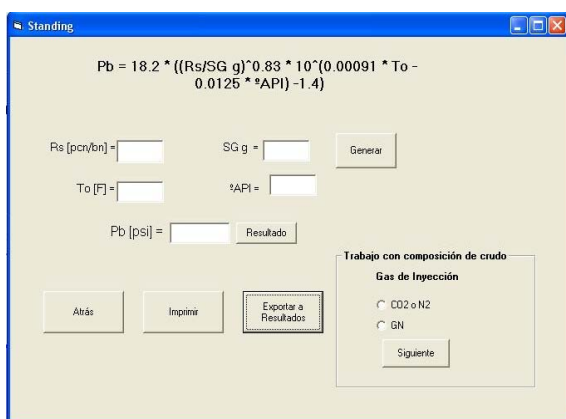 Standing
Pb = 18.2 * ((Rs/SG g)^0.83 * 10^(0.00091 * To -
0.0125 * ºAPI) -1.4)
Rs [pcn/bn] =
SG g =
Generar
To [F] =
ºAPI =
Pb [psi] =
Resultado
Trabajo con composición de crudo
Gas de Inyección
CO2 o N2
GN
Siguiente
Atrás
Imprimir
Exportar a
Resultados